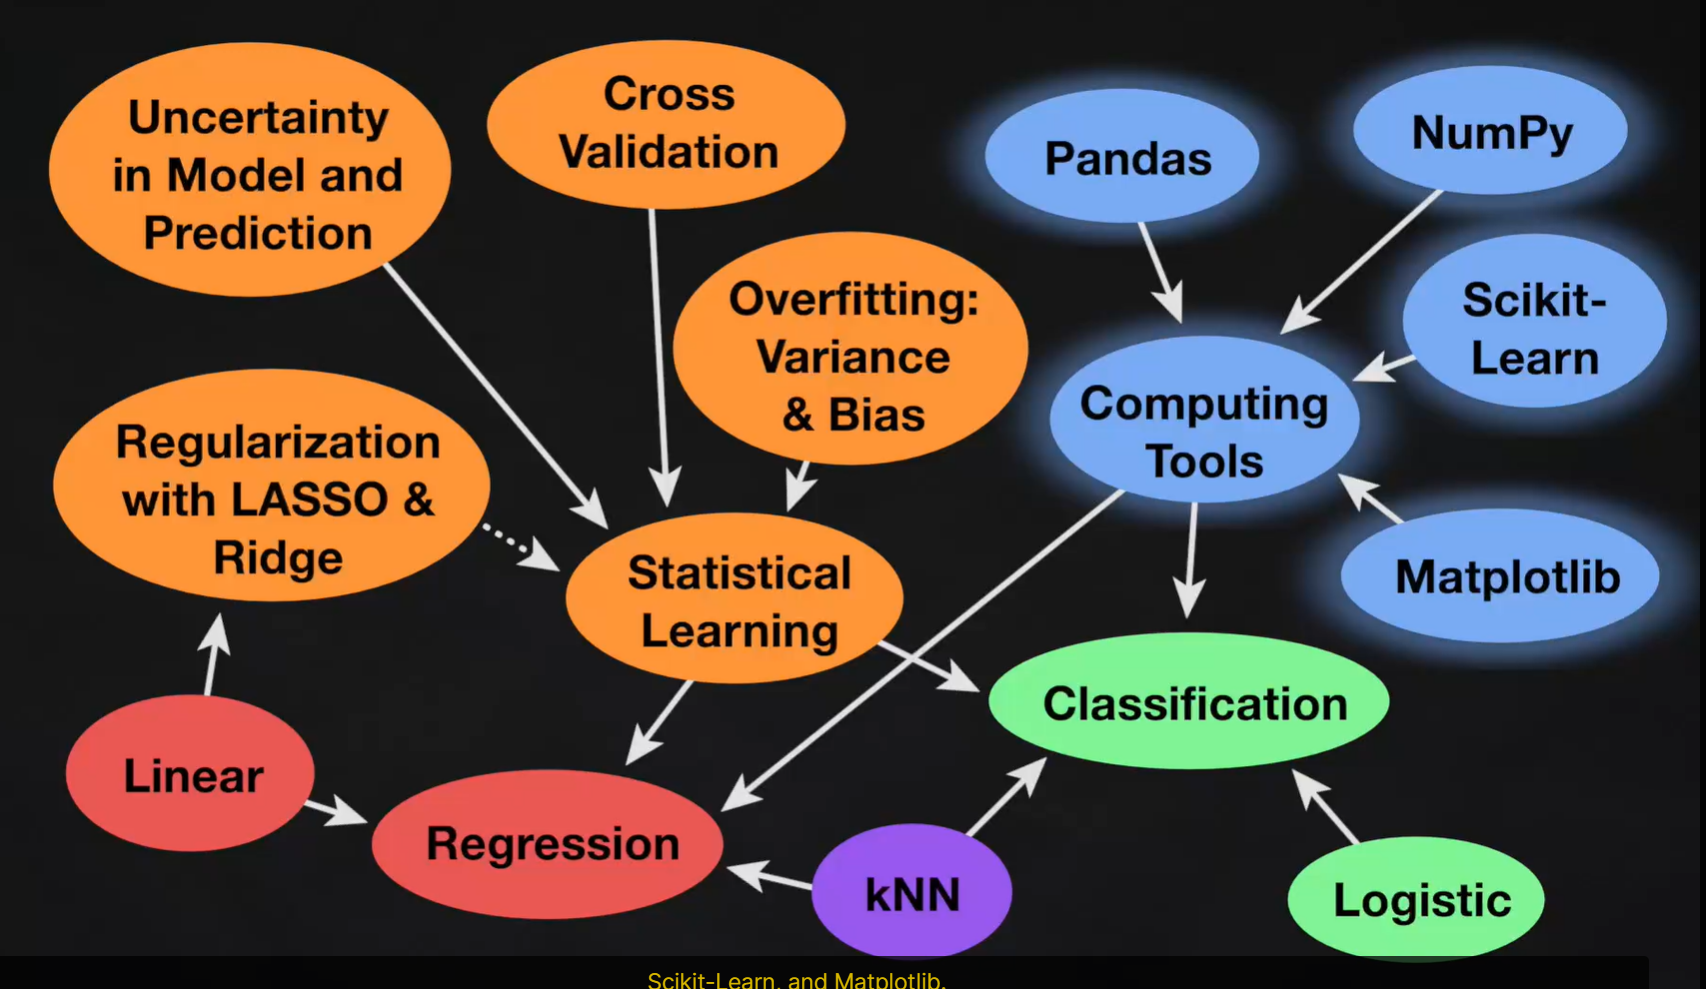 Uncertainty
in Model and
Prediction
Cross
Validation
Pandas
NumPy
Overfitting:
Variance
& Bias
Scikit-
Learn
Computing
Tools
Regularization
with LASSO &
Ridge
Statistical
Learning
Matplotlib
Classification
Linear
Regression
kNN
Logistic
Scikit-Learn, and Matplotlib.